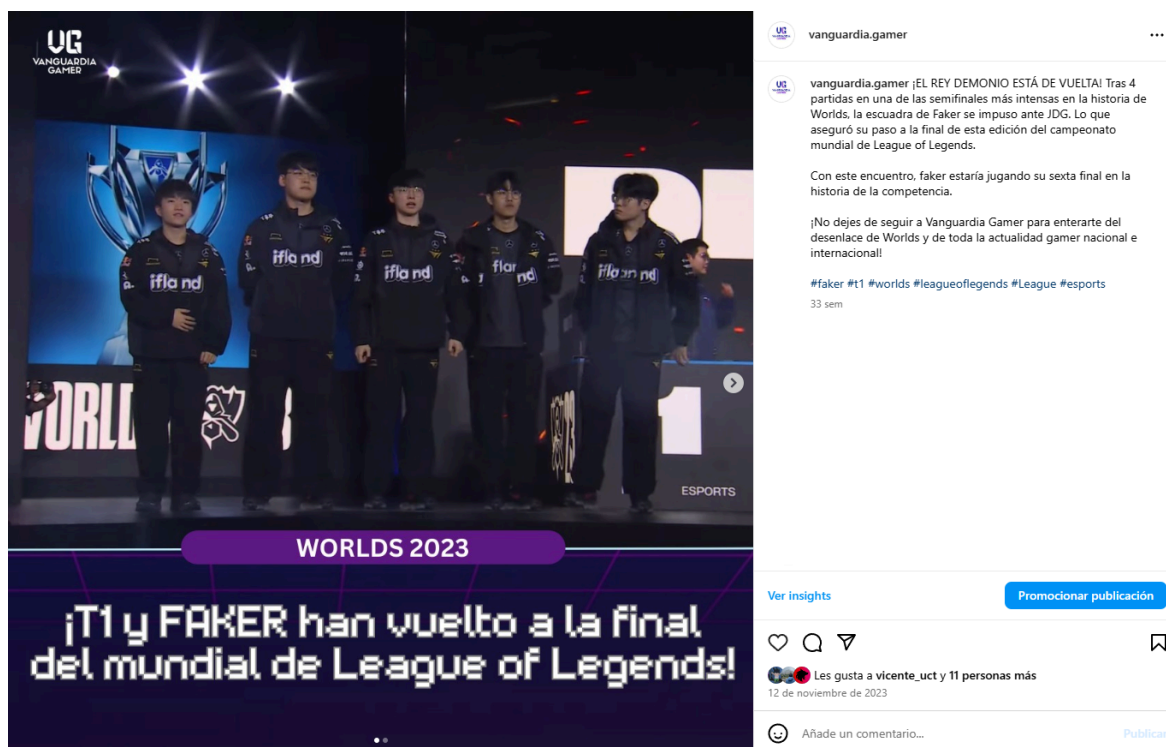 VG
VANGUARDIA
GAMER
ifland
ifland
ifland
WORLD
ESPORTS
WORLDS 2023
¡T1 y FAKER han vuelto a la final
del mundial de League of Legends!
vanguardia.gamer
vanguardia.gamer ¡EL REY DEMONIO ESTÁ DE VUELTA! Tras 4
partidas en una de las semifinales más intensas en la historia de
Worlds, la escuadra de Faker se impuso ante JDG. Lo que
aseguró su paso a la final de esta edición del campeonato
mundial de League of Legends.
Con este encuentro, faker estaría jugando su sexta final en la
historia de la competencia.
¡No dejes de seguir a Vanguardia Gamer para enterarte del
desenlace de Worlds y de toda la actualidad gamer nacional e
internacional!
#faker #t1 #worlds #leagueoflegends #League #esports
33 sem
Ver insights
Promocionar publicación
Les gusta a vicente_uct y 11 personas más
12 de noviembre de 2023
Añade un comentario...
Publicar